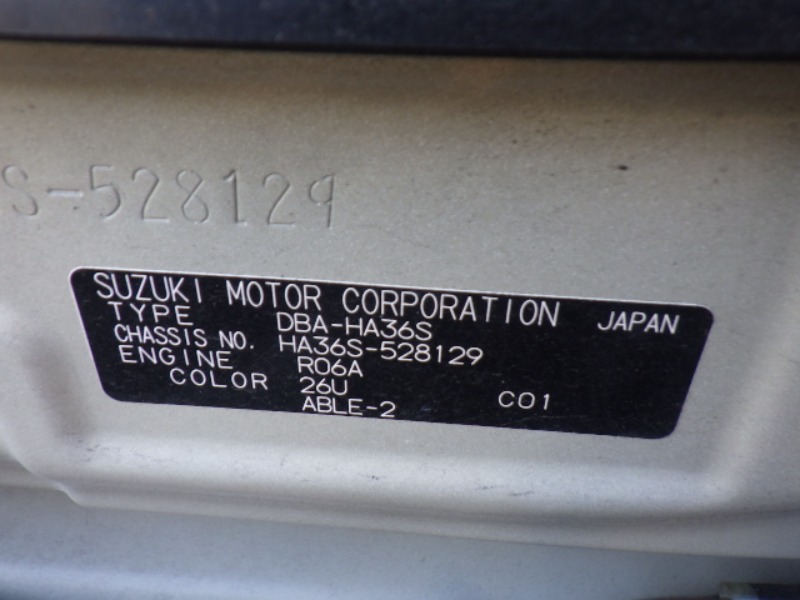 S-528129
SUZUKI MOTOR CORPORATION JAPAN
TYPE DBA-HA36S
CHASSIS NO. HA36S-528129
ENGINE R06A
COLOR 26U
ABLE-2 C01